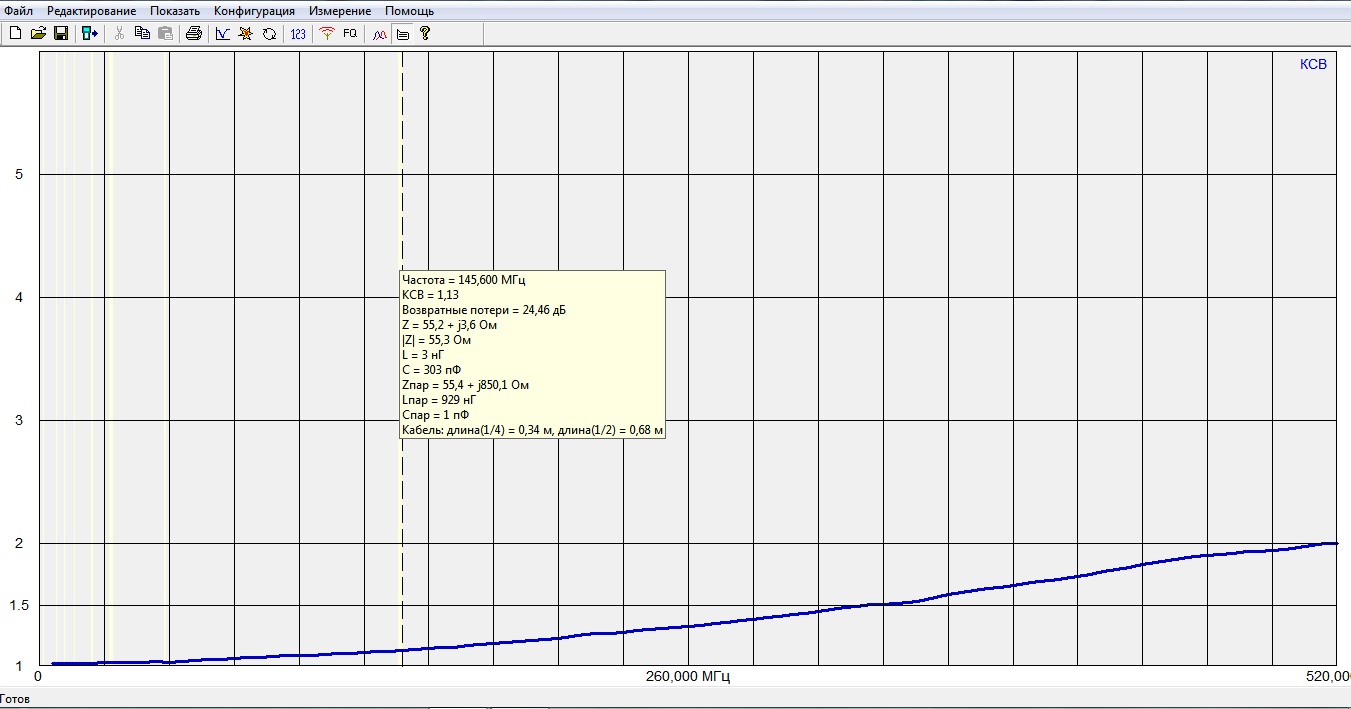 Файл Редактирование Показать Конфигурация Измерение Помощь
123 FQ ?
КСВ
5
4
3
2
1.5
1
Частота = 145,600 МГц
КСВ = 1,13
Возвратные потери = 24,46 дБ
Z = 55,2 + j3,6 Ом
|Z| = 55,3 Ом
L = 3 нГ
C = 303 пФ
Zпар = 55,4 + j850,1 Ом
Lпар = 929 нГ
Cпар = 1 пФ
Кабель: длина(1/4) = 0,34 м, длина(1/2) = 0,68 м
0 260,000 МГц 520,00
Готов